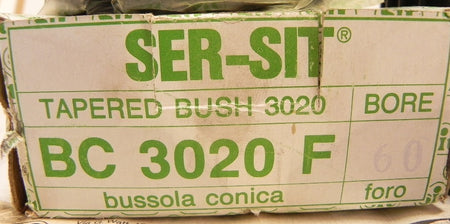 SER-SIT®
TAPERED BUSH 3020 BORE
BC 3020 F 60
bussola conica foro